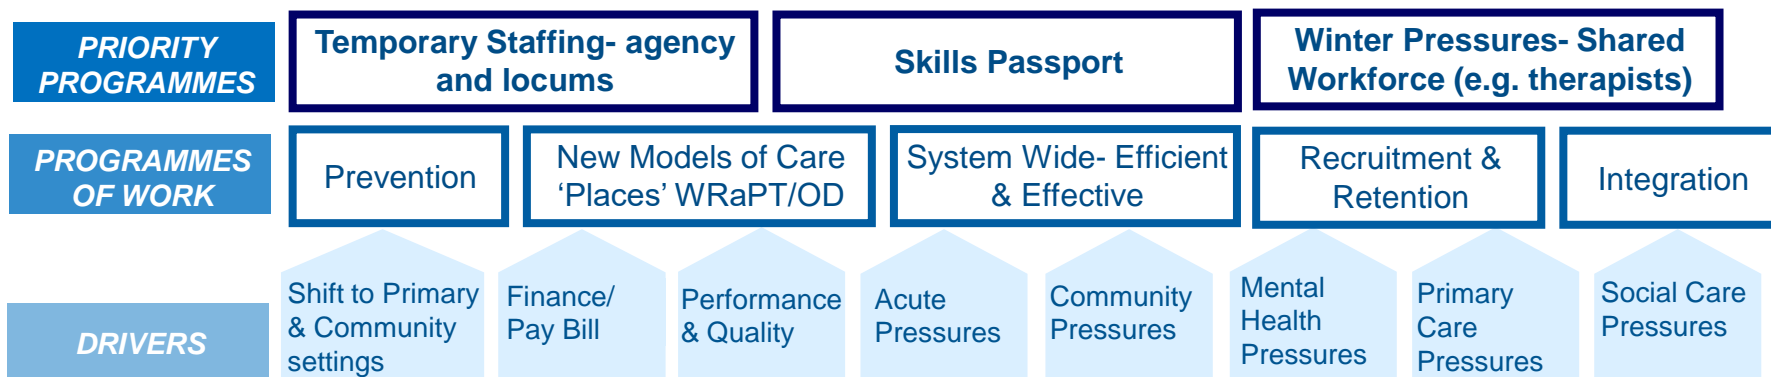 PRIORITY
PROGRAMMES
Temporary Staffing- agency
and locums
Skills Passport
Winter Pressures- Shared
Workforce (e.g. therapists)
PROGRAMMES
OF WORK
Prevention
New Models of Care
‘Places’ WRaPT/OD
System Wide- Efficient
& Effective
Recruitment &
Retention
Integration
DRIVERS
Shift to Primary
& Community
settings
Finance/
Pay Bill
Performance
& Quality
Acute
Pressures
Community
Pressures
Mental
Health
Pressures
Primary
Care
Pressures
Social Care
Pressures